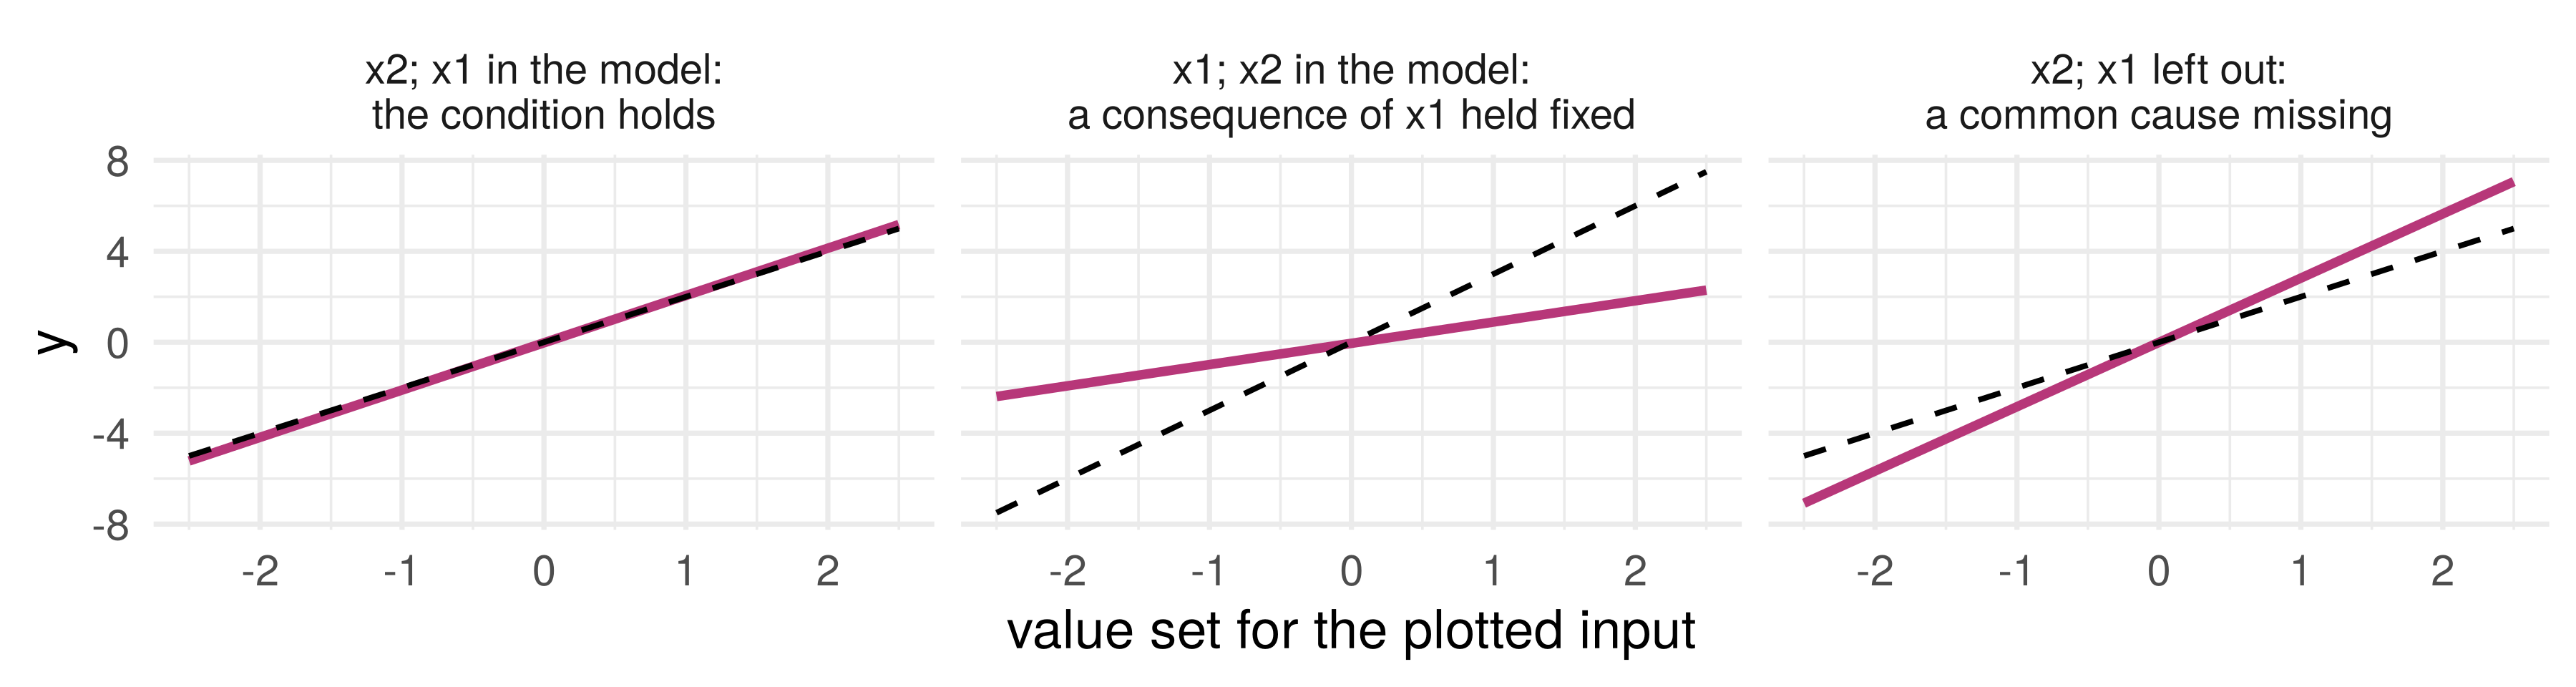 x2; x1 in the model:
the condition holds
x1; x2 in the model:
a consequence of x1 held fixed
x2; x1 left out:
a common cause missing
8
4
0
-4
-8
y
-2 -1 0 1 2
-2 -1 0 1 2
-2 -1 0 1 2
value set for the plotted input